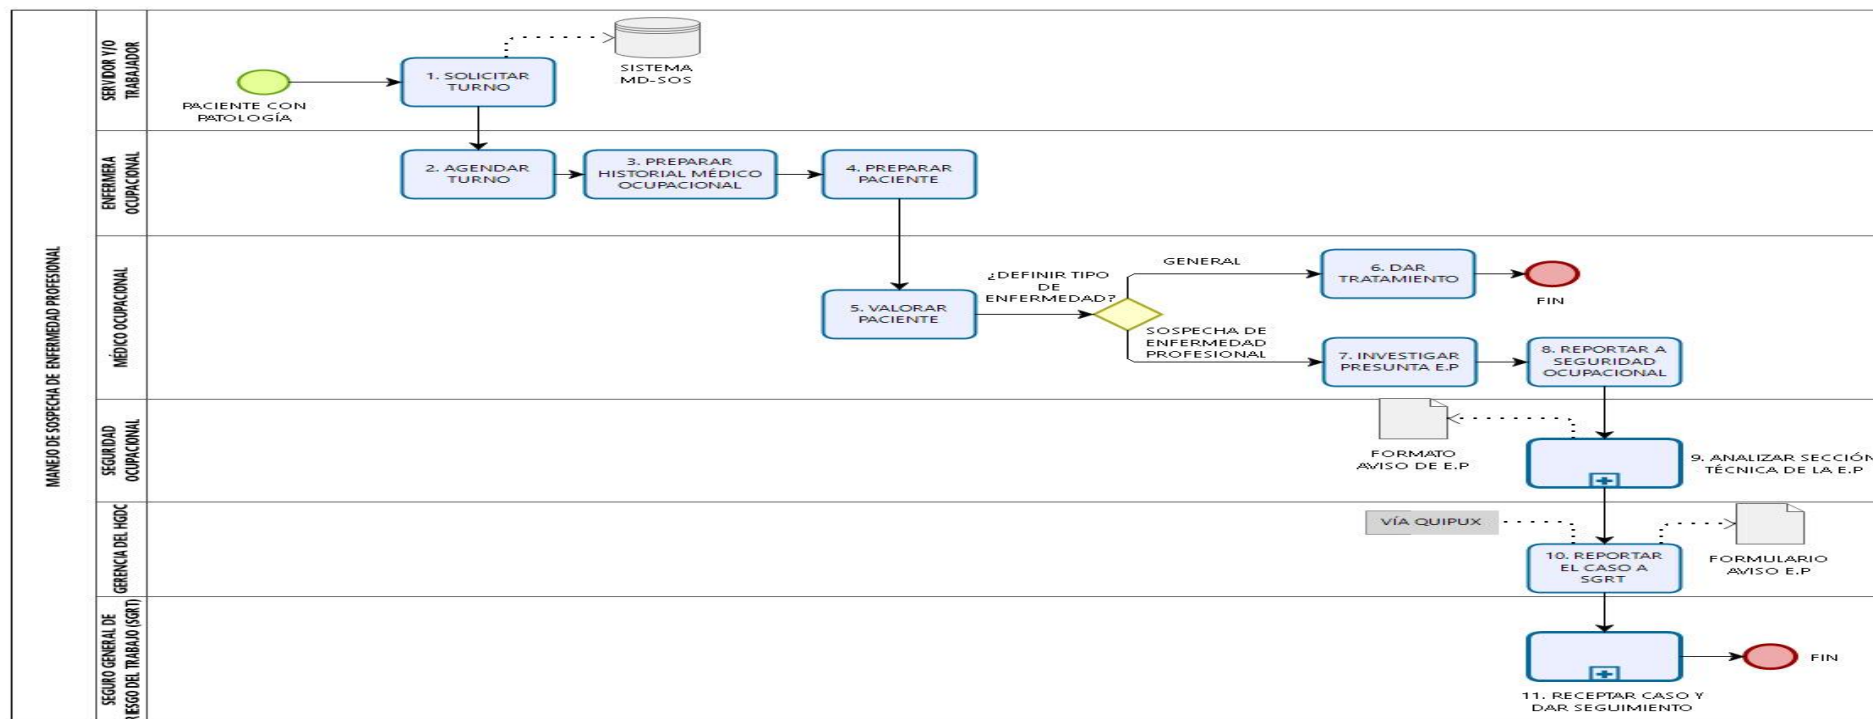 MANEJO DE SOSPECHA DE ENFERMEDAD PROFESIONAL
SERVIDOR Y/O
TRABAJADOR
PACIENTE CON
PATOLOGÍA
1. SOLICITAR
TURNO
SISTEMA
MD-SOS
ENFERMERA
OCUPACIONAL
2. AGENDAR
TURNO
3. PREPARAR
HISTORIAL MÉDICO
OCUPACIONAL
4. PREPARAR
PACIENTE
MÉDICO OCUPACIONAL
5. VALORAR
PACIENTE
¿DEFINIR TIPO
DE
ENFERMEDAD?
GENERAL
6. DAR
TRATAMIENTO
FIN
SOSPECHA DE
ENFERMEDAD
PROFESIONAL
7. INVESTIGAR
PRESUNTA E.P
8. REPORTAR A
SEGURIDAD
OCUPACIONAL
SEGURIDAD
OCUPACIONAL
FORMATO
AVISO DE E.P
9. ANALIZAR SECCIÓN
TÉCNICA DE LA E.P
GERENCIA DEL HGDC
VÍA QUIPUX
10. REPORTAR
EL CASO A
SGRT
FORMULARIO
AVISO E.P
SEGURO GENERAL DE
RIESGO DEL TRABAJO (SGRT)
11. RECEPTAR CASO Y
DAR SEGUIMIENTO
FIN